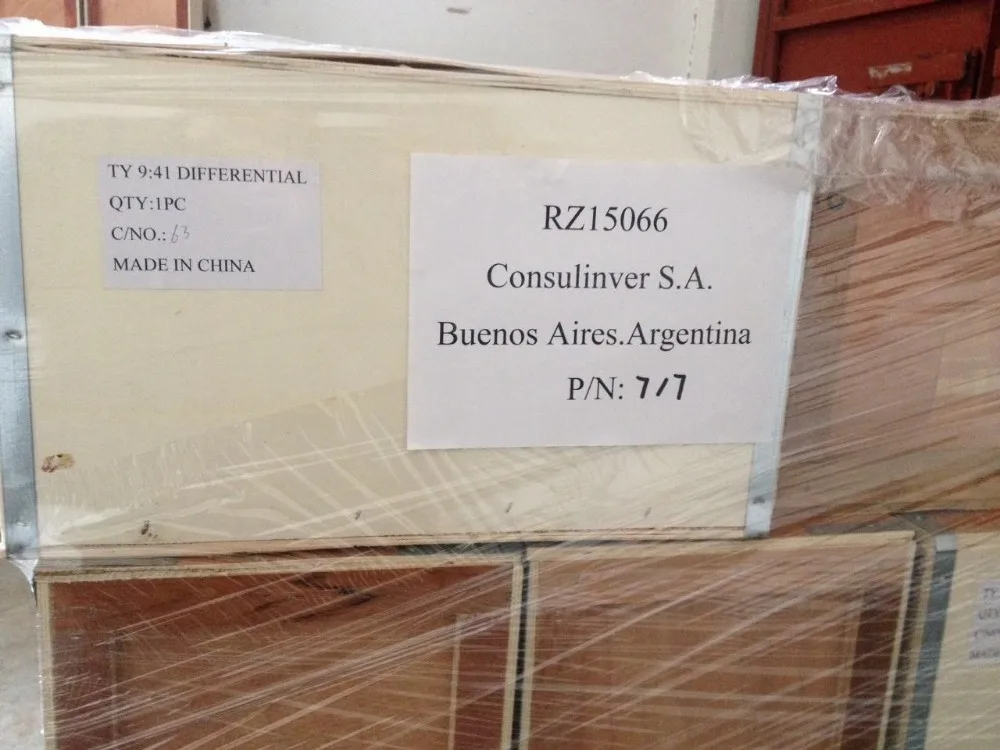 TY 9:41 DIFFERENTIAL
QTY:1PC
C/NO.: 63
MADE IN CHINA
RZ15066
Consulinver S.A.
Buenos Aires.Argentina
P/N: 7/7